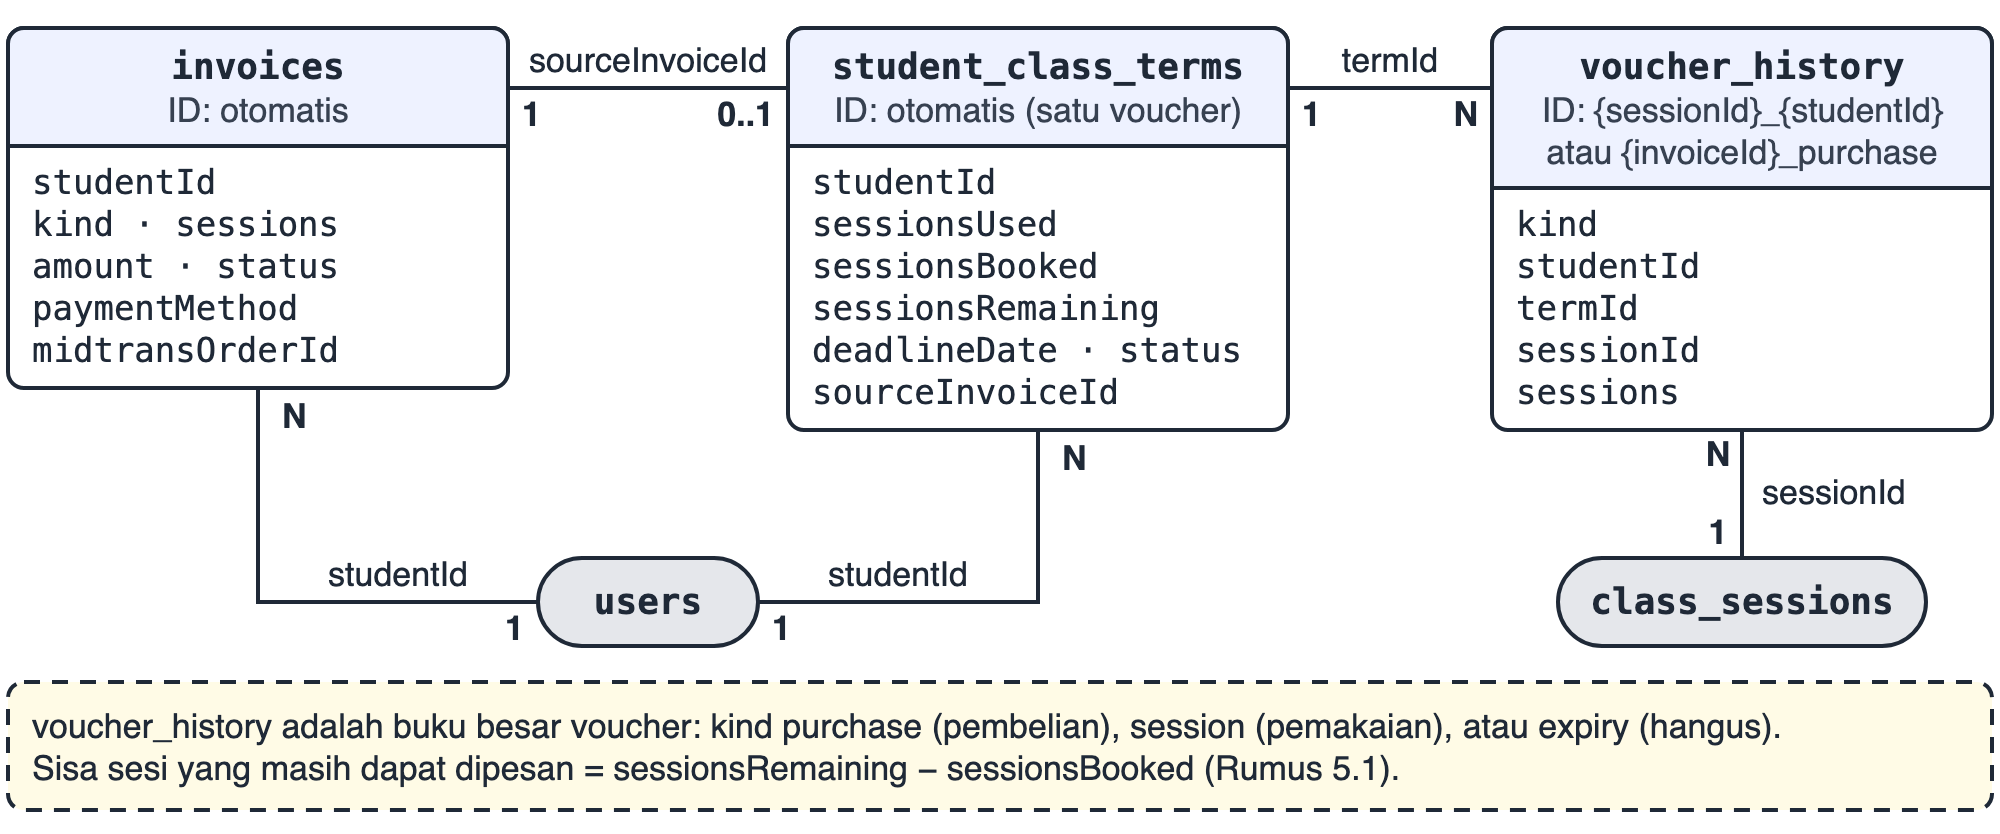 invoices
ID: otomatis
studentId
kind · sessions
amount · status
paymentMethod
midtransOrderId
sourceInvoiceId
1
0..1
student_class_terms
ID: otomatis (satu voucher)
studentId
sessionsUsed
sessionsBooked
sessionsRemaining
deadlineDate · status
sourceInvoiceId
termId
1
N
voucher_history
ID: {sessionId}_{studentId}
atau {invoiceId}_purchase
kind
studentId
termId
sessionId
sessions
N
studentId
1
users
N
studentId
1
N
sessionId
1
class_sessions
voucher_history adalah buku besar voucher: kind purchase (pembelian), session (pemakaian), atau expiry (hangus).
Sisa sesi yang masih dapat dipesan = sessionsRemaining – sessionsBooked (Rumus 5.1).